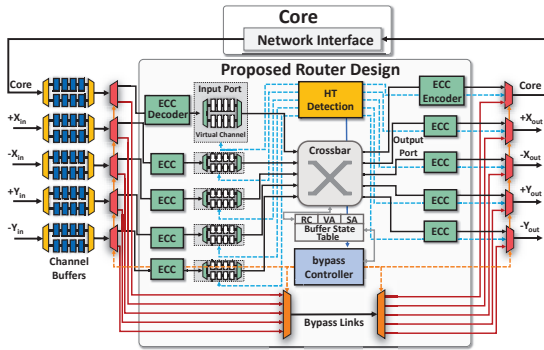 Core
Network Interface
Proposed Router Design
Core
Input Port
ECC
Decoder
Virtual Channel
HT
Detection
ECC
Encoder
Core
+Xin
ECC
+Xout
Crossbar
Output
Port
-Xin
ECC
ECC
-Xout
+Yin
ECC
ECC
+Yout
RC VA SA
Buffer State
Table
-Yin
ECC
ECC
-Yout
Channel
Buffers
ECC
bypass
Controller
Bypass Links